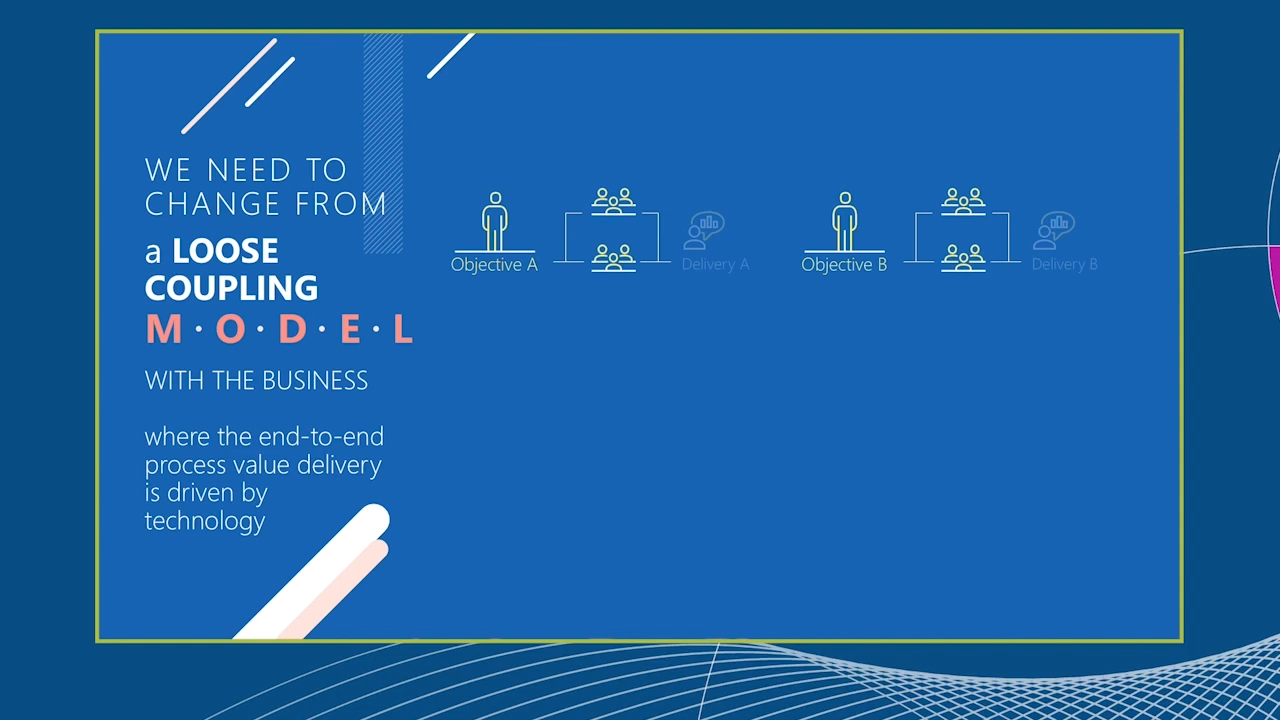 WE NEED TO
CHANGE FROM
a LOOSE
COUPLING
M·O·D·E·L
WITH THE BUSINESS
where the end-to-end
process value delivery
is driven by
technology
Objective A
Delivery A
Objective B
Delivery B